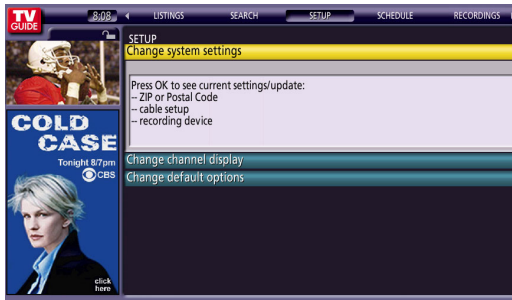 TV
GUIDE
8:08
LISTINGS
SEARCH
SETUP
SCHEDULE
RECORDINGS
SETUP
Change system settings
Press OK to see current settings/update:
-- ZIP or Postal Code
-- cable setup
-- recording device
Change channel display
Change default options
COLD
CASE
Tonight 8/7pm
CBS
click
here